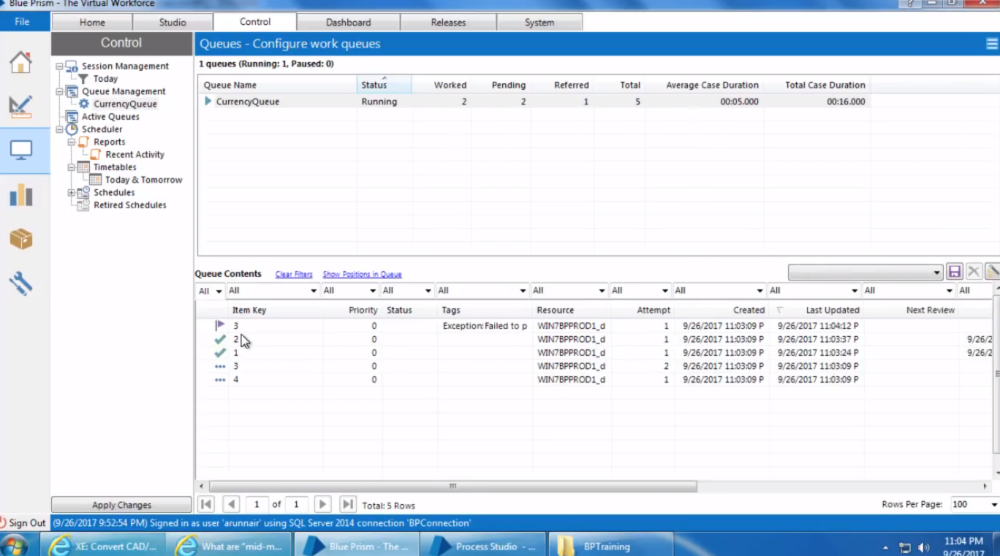 Blue Prism - The Virtual Workforce
File Home Studio Control Dashboard Releases System
Control
Queues - Configure work queues
Session Management
Today
Queue Management
CurrencyQueue
Active Queues
Scheduler
Reports
Recent Activity
Timetables
Today & Tomorrow
Schedules
Retired Schedules
Apply Changes
1 queues (Running: 1, Paused: 0)
Queue Name Status Worked Pending Referred Total Average Case Duration Total Case Duration
CurrencyQueue Running 2 2 1 5 00:05.000 00:16.000
Queue Contents Clear Filters Show Positions in Queue
All All All All All All All All All All All
Item Key Priority Status Tags Resource Attempt Created Last Updated Next Review
3 0 Exception:Failed to p WIN7BPPROD1_d 1 9/26/2017 11:03:09 P 9/26/2017 11:04:12 P
2 0 WIN7BPPROD1_d 1 9/26/2017 11:03:09 P 9/26/2017 11:03:37 P 9/26/2
1 0 WIN7BPPROD1_d 1 9/26/2017 11:03:09 P 9/26/2017 11:03:24 P 9/26/2
3 0 WIN7BPPROD1_d 2 9/26/2017 11:03:09 P 9/26/2017 11:03:09 P
4 0 WIN7BPPROD1_d 1 9/26/2017 11:03:09 P 9/26/2017 11:03:09 P
1 of 1 Total: 5 Rows Rows Per Page: 100
Sign Out (9/26/2017 9:52:54 PM) Signed in as user 'arunnair' using SQL Server 2014 connection 'BPConnection'
XE: Convert CAD/... What are "mid-m... Blue Prism - The ... Process Studio - ... BPTraining
11:04 PM
9/26/2017